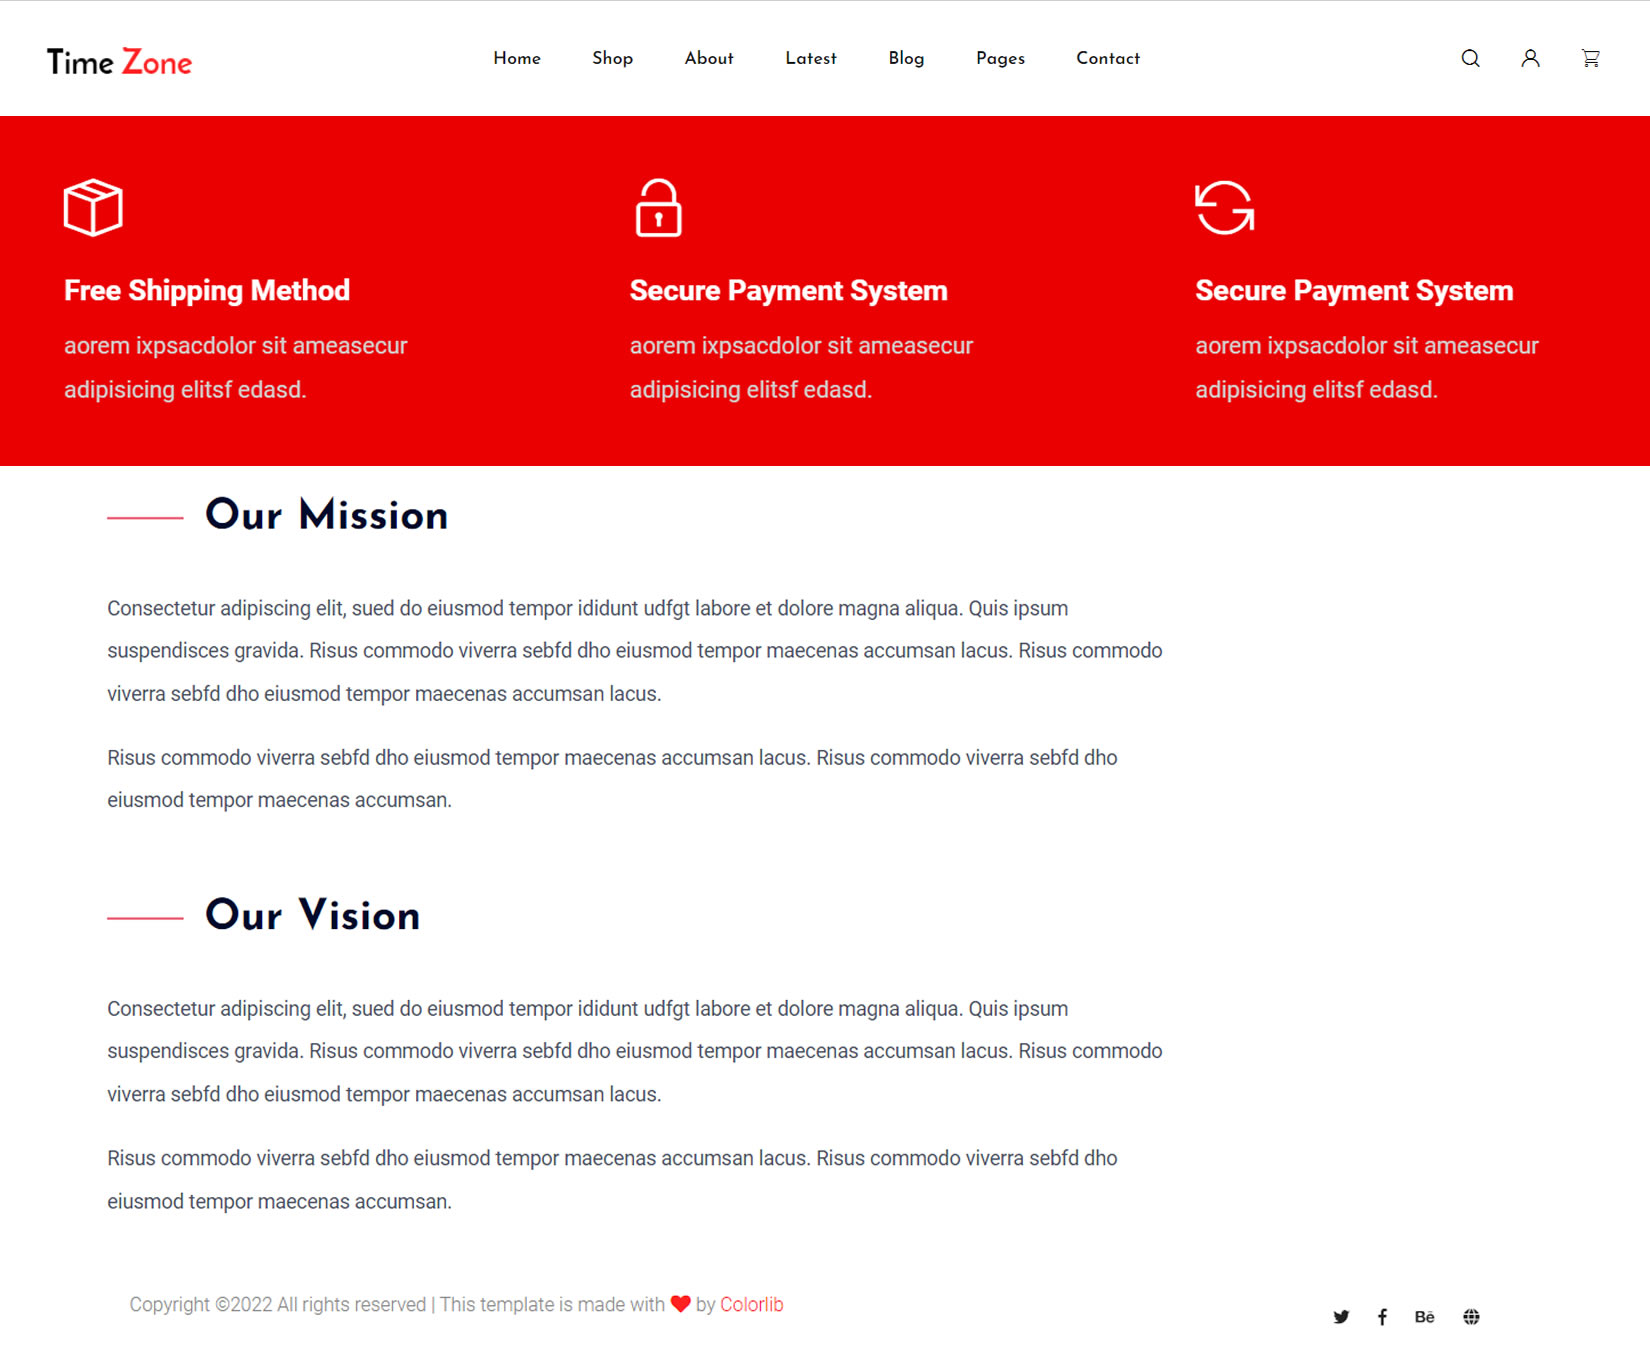 Time Zone
Home Shop About Latest Blog Pages Contact
Free Shipping Method
aorem ixpsacdolor sit ameasecur
adipisicing elitsf edasd.
Secure Payment System
aorem ixpsacdolor sit ameasecur
adipisicing elitsf edasd.
Secure Payment System
aorem ixpsacdolor sit ameasecur
adipisicing elitsf edasd.
Our Mission
Consectetur adipiscing elit, sued do eiusmod tempor ididunt udfgt labore et dolore magna aliqua. Quis ipsum
suspendisces gravida. Risus commodo viverra sebfd dho eiusmod tempor maecenas accumsan lacus. Risus commodo
viverra sebfd dho eiusmod tempor maecenas accumsan lacus.
Risus commodo viverra sebfd dho eiusmod tempor maecenas accumsan lacus. Risus commodo viverra sebfd dho
eiusmod tempor maecenas accumsan.
Our Vision
Consectetur adipiscing elit, sued do eiusmod tempor ididunt udfgt labore et dolore magna aliqua. Quis ipsum
suspendisces gravida. Risus commodo viverra sebfd dho eiusmod tempor maecenas accumsan lacus. Risus commodo
viverra sebfd dho eiusmod tempor maecenas accumsan lacus.
Risus commodo viverra sebfd dho eiusmod tempor maecenas accumsan lacus. Risus commodo viverra sebfd dho
eiusmod tempor maecenas accumsan.
Copyright ©2022 All rights reserved | This template is made with ❤ by Colorlib
Bē